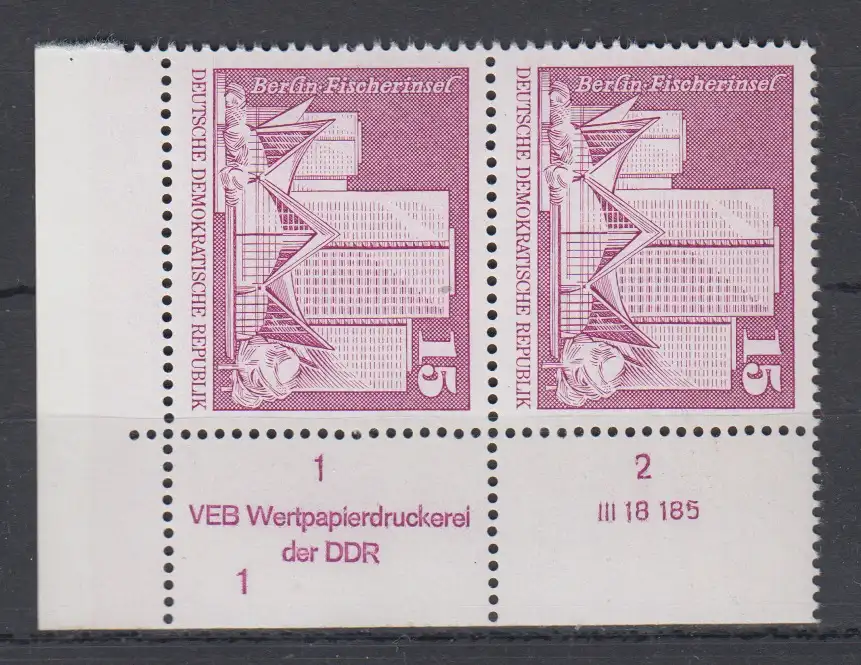 Berlin·Fischerinsel
DEUTSCHE DEMOKRATISCHE REPUBLIK
15
Berlin·Fischerinsel
DEUTSCHE DEMOKRATISCHE REPUBLIK
15
1
VEB Wertpapierdruckerei
der DDR
1
2
III 18 185